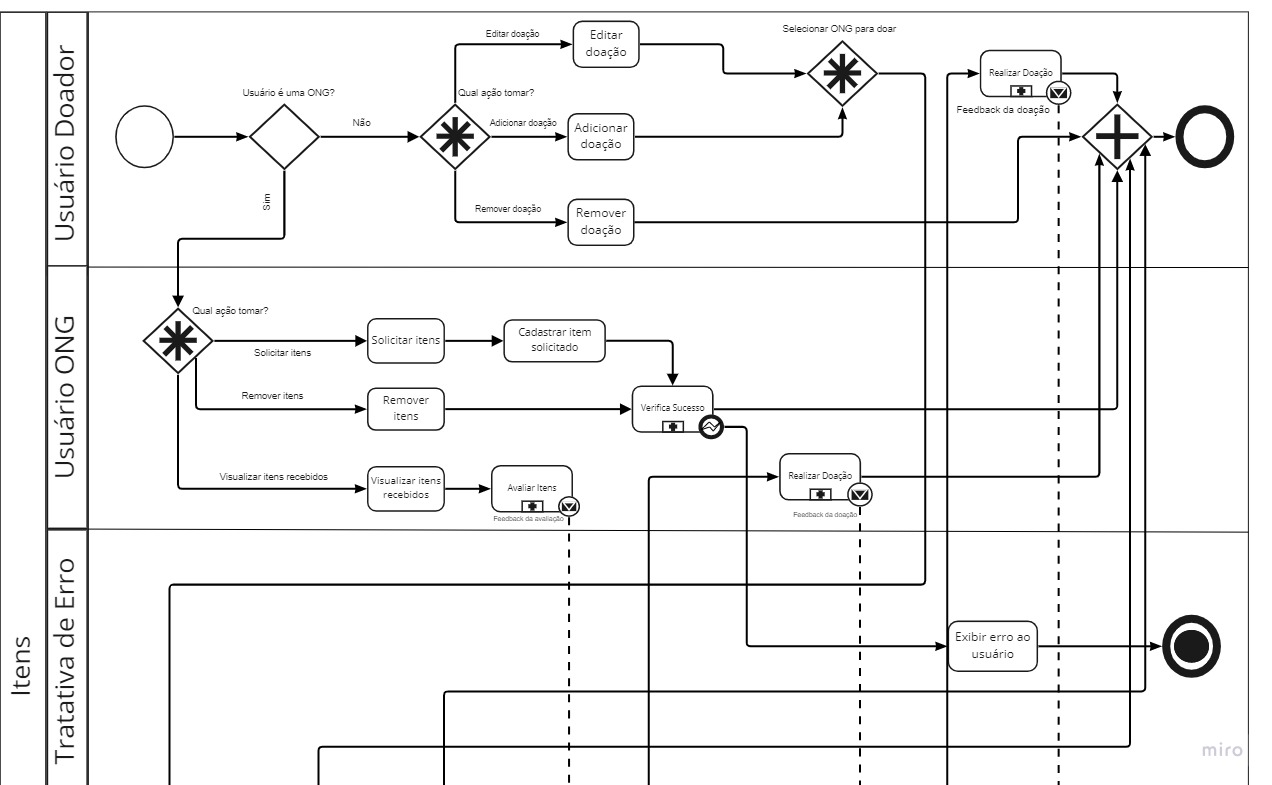 Itens
Usuário Doador
Usuário é uma ONG?
Não
Sim
Qual ação tomar?
Editar doação
Editar
doação
Adicionar doação
Adicionar
doação
Remover doação
Remover
doação
Selecionar ONG para doar
Realizar Doação
Feedback da doação
Usuário ONG
Qual ação tomar?
Solicitar itens
Solicitar itens
Cadastrar item
solicitado
Remover itens
Remover
itens
Verifica Sucesso
Visualizar itens recebidos
Visualizar itens
recebidos
Avaliar Itens
Feedback da avaliação
Realizar Doação
Feedback da doação
Tratativa de Erro
Exibir erro ao
usuário
miro